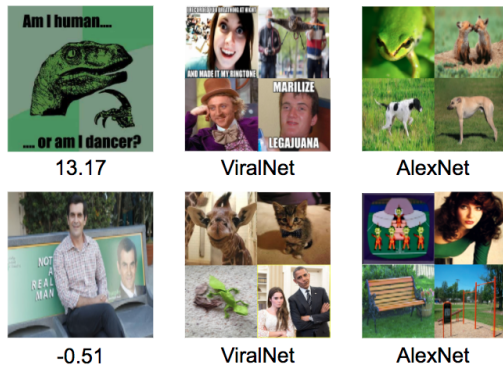 Am I human....
.... or am I dancer?
AND MADE IT MY RINGTONE
MARILIZE
LEGAJUANA
13.17
ViralNet
AlexNet
NOT
A
REAL
MAN
-0.51
ViralNet
AlexNet